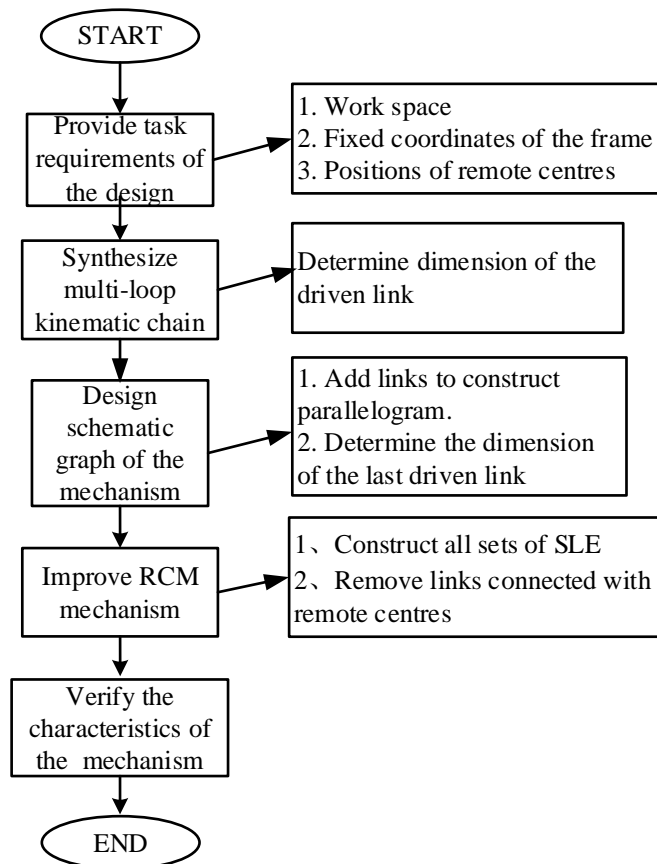 START
Provide task
requirements of
the design
1. Work space
2. Fixed coordinates of the frame
3. Positions of remote centres
Synthesize
multi-loop
kinematic chain
Determine dimension of the
driven link
Design
schematic
graph of the
mechanism
1. Add links to construct
parallelogram.
2. Determine the dimension
of the last driven link
Improve RCM
mechanism
1、Construct all sets of SLE
2、Remove links connected with
remote centres
Verify the
characteristics of
the mechanism
END